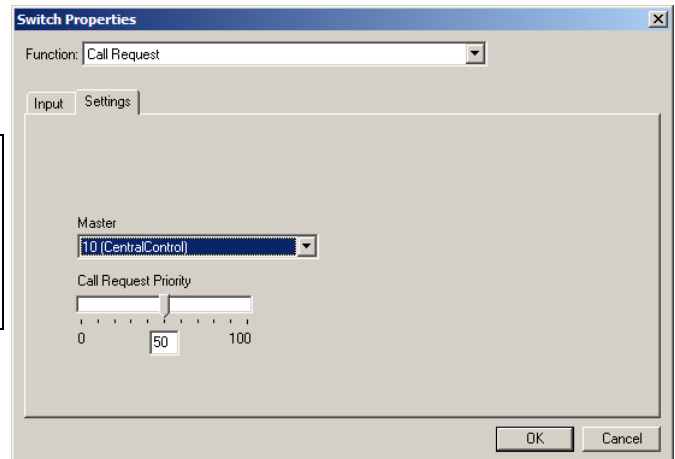 Switch Properties
Function: Call Request
Input Settings
Master
10 (CentralControl)
Call Request Priority
0 50 100
OK Cancel